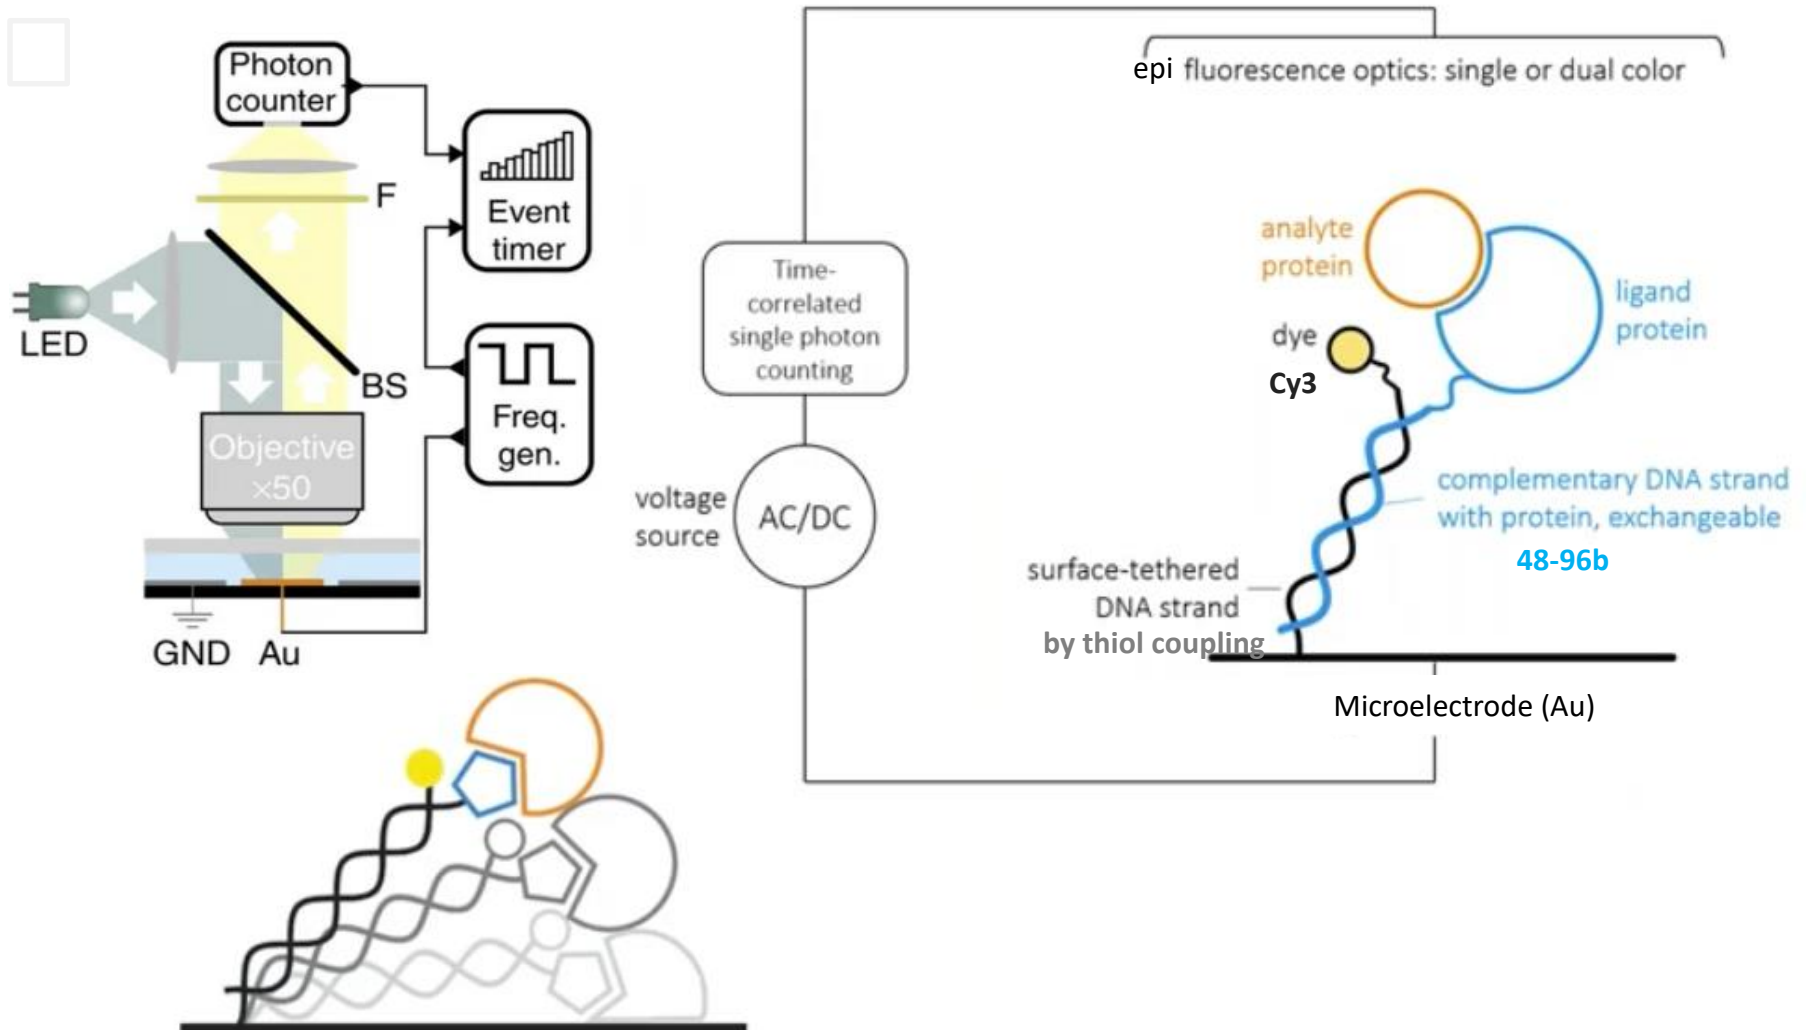 Photon
counter
F
Event
timer
LED
BS
Freq.
gen.
Objective
×50
GND
Au
epi fluorescence optics: single or dual color
Time-
correlated
single photon
counting
voltage
source
AC/DC
analyte
protein
ligand
protein
dye
Cy3
complementary DNA strand
with protein, exchangeable
48-96b
surface-tethered
DNA strand
by thiol coupling
Microelectrode (Au)